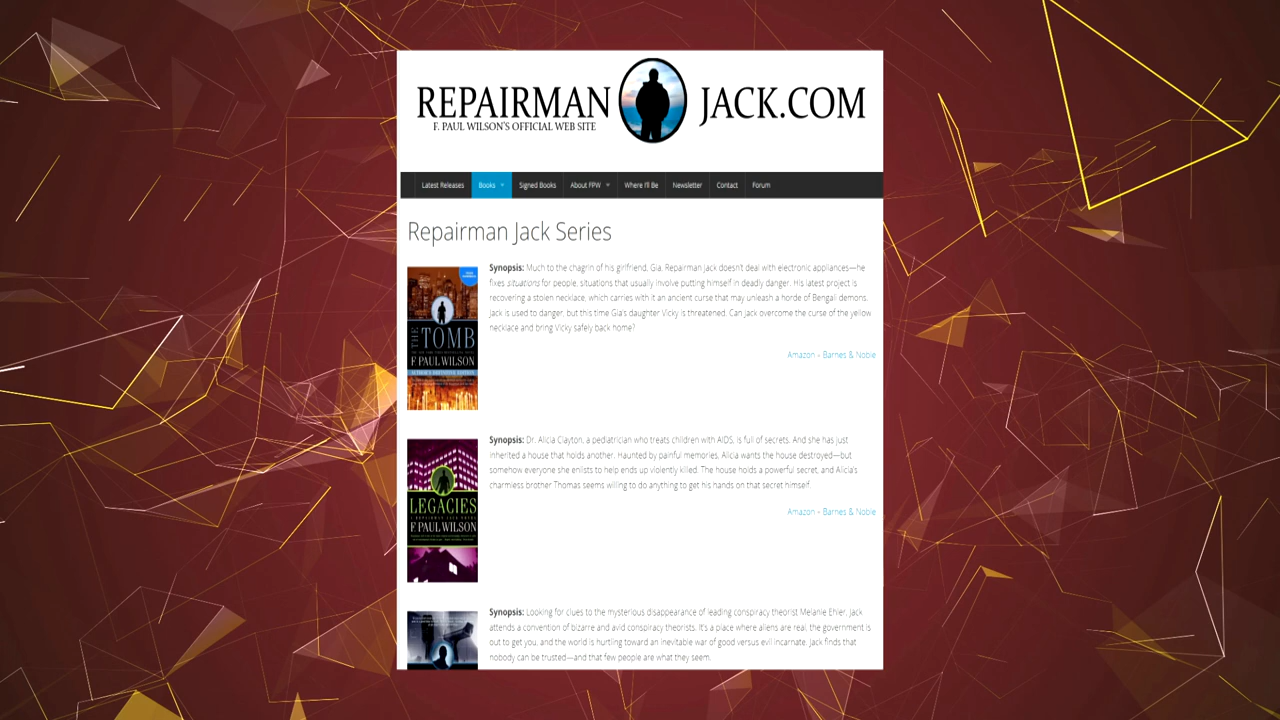 REPAIRMAN JACK.COM
F. PAUL WILSON'S OFFICIAL WEB SITE
Latest Releases Books Signed Books About FPW Where I'll Be Newsletter Contact Forum
Repairman Jack Series
Synopsis: Much to the chagrin of his girlfriend, Gia, Repairman Jack doesn't deal with electronic appliances—he
fixes situations for people, situations that usually involve putting himself in deadly danger. His latest project is
recovering a stolen necklace, which carries with it an ancient curse that may unleash a horde of Bengali demons.
Jack is used to danger, but this time Gia's daughter Vicky is threatened. Can Jack overcome the curse of the yellow
necklace and bring Vicky safely back home?
Amazon – Barnes & Noble
THE TOMB
F. PAUL WILSON
Synopsis: Dr. Alicia Clayton, a pediatrician who treats children with AIDS, is full of secrets. And she has just
inherited a house that holds another. Haunted by painful memories, Alicia wants the house destroyed—but
somehow everyone she enlists to help ends up violently killed. The house holds a powerful secret, and Alicia's
charmless brother Thomas seems willing to do anything to get his hands on that secret himself.
Amazon – Barnes & Noble
LEGACIES
F. PAUL WILSON
Synopsis: Looking for clues to the mysterious disappearance of leading conspiracy theorist Melanie Ehler, Jack
attends a convention of bizarre and avid conspiracy theorists. It's a place where aliens are real, the government is
out to get you, and the world is hurtling toward an inevitable war of good versus evil incarnate. Jack finds that
nobody can be trusted—and that few people are what they seem.